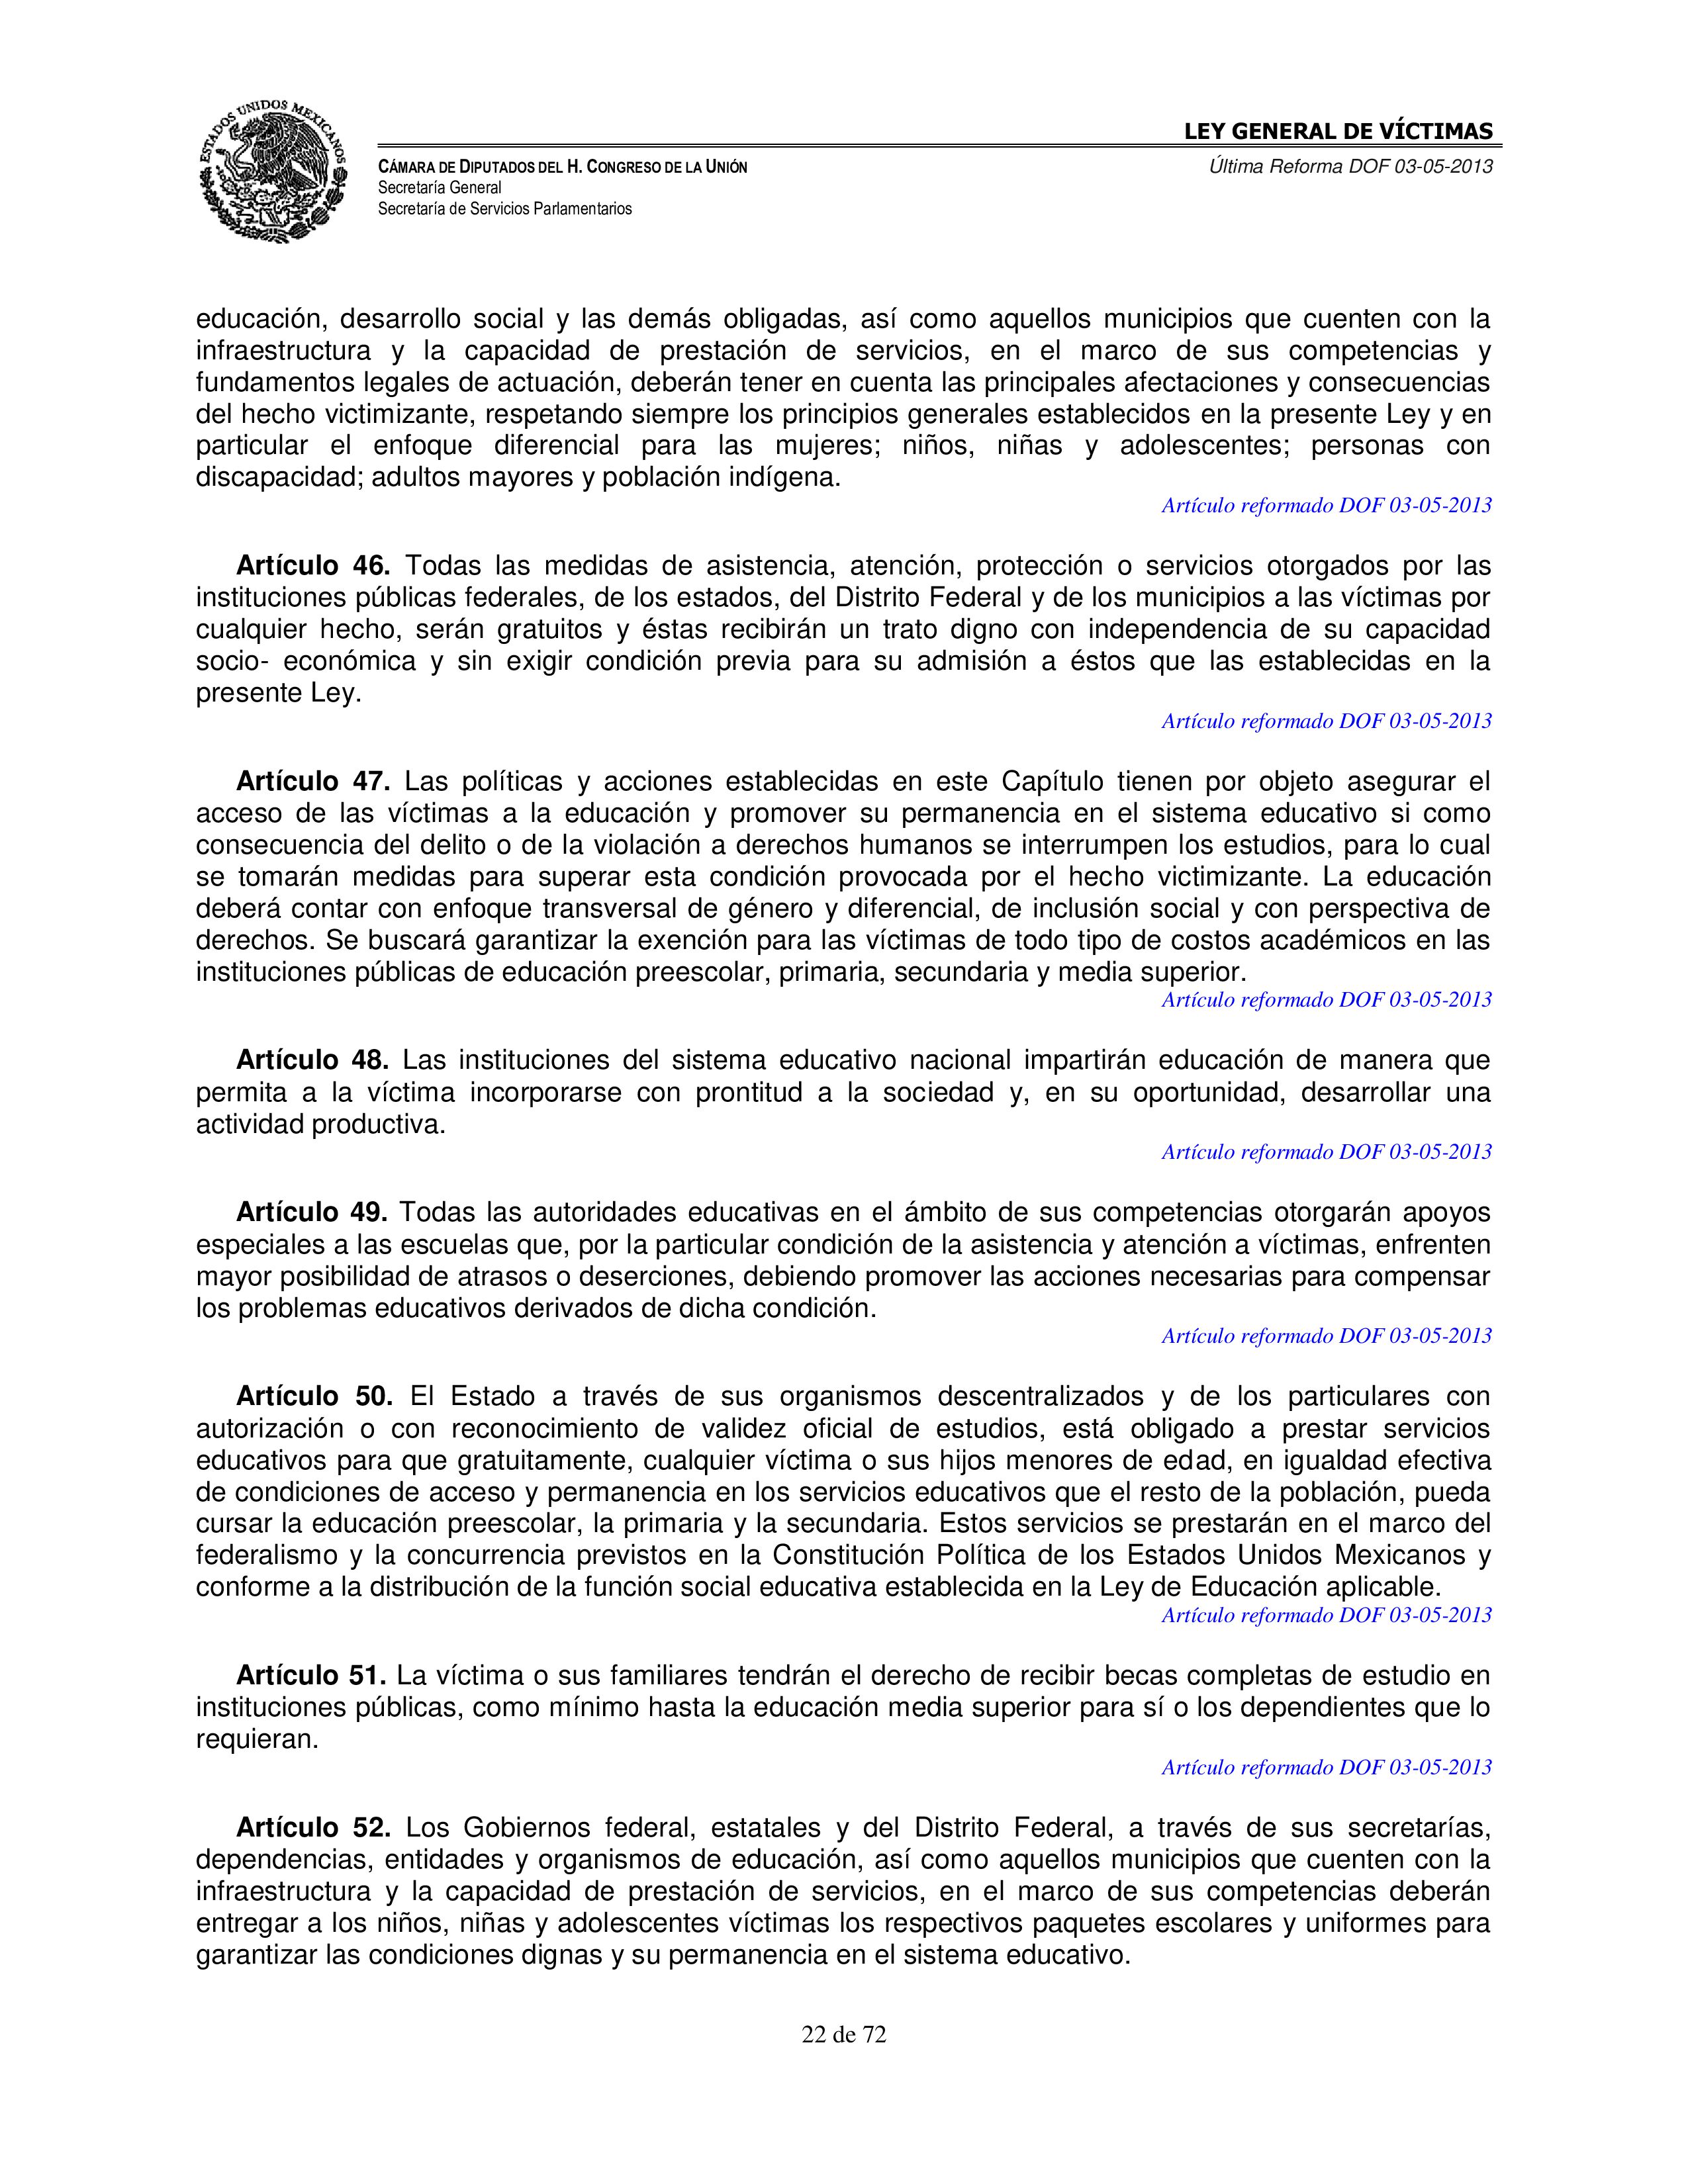 ESTADOS UNIDOS MEXICANOS
LEY GENERAL DE VÍCTIMAS
CÁMARA DE DIPUTADOS DEL H. CONGRESO DE LA UNIÓN
Última Reforma DOF 03-05-2013
Secretaría General
Secretaría de Servicios Parlamentarios
educación, desarrollo social y las demás obligadas, así como aquellos municipios que cuenten con la
infraestructura y la capacidad de prestación de servicios, en el marco de sus competencias y
fundamentos legales de actuación, deberán tener en cuenta las principales afectaciones y consecuencias
del hecho victimizante, respetando siempre los principios generales establecidos en la presente Ley y en
particular el enfoque diferencial para las mujeres; niños, niñas y adolescentes; personas con
discapacidad; adultos mayores y población indígena.
Artículo reformado DOF 03-05-2013
Artículo 46. Todas las medidas de asistencia, atención, protección o servicios otorgados por las
instituciones públicas federales, de los estados, del Distrito Federal y de los municipios a las víctimas por
cualquier hecho, serán gratuitos y éstas recibirán un trato digno con independencia de su capacidad
socio- económica y sin exigir condición previa para su admisión a éstos que las establecidas en la
presente Ley.
Artículo reformado DOF 03-05-2013
Artículo 47. Las políticas y acciones establecidas en este Capítulo tienen por objeto asegurar el
acceso de las víctimas a la educación y promover su permanencia en el sistema educativo si como
consecuencia del delito o de la violación a derechos humanos se interrumpen los estudios, para lo cual
se tomarán medidas para superar esta condición provocada por el hecho victimizante. La educación
deberá contar con enfoque transversal de género y diferencial, de inclusión social y con perspectiva de
derechos. Se buscará garantizar la exención para las víctimas de todo tipo de costos académicos en las
instituciones públicas de educación preescolar, primaria, secundaria y media superior.
Artículo reformado DOF 03-05-2013
Artículo 48. Las instituciones del sistema educativo nacional impartirán educación de manera que
permita a la víctima incorporarse con prontitud a la sociedad y, en su oportunidad, desarrollar una
actividad productiva.
Artículo reformado DOF 03-05-2013
Artículo 49. Todas las autoridades educativas en el ámbito de sus competencias otorgarán apoyos
especiales a las escuelas que, por la particular condición de la asistencia y atención a víctimas, enfrenten
mayor posibilidad de atrasos o deserciones, debiendo promover las acciones necesarias para compensar
los problemas educativos derivados de dicha condición.
Artículo reformado DOF 03-05-2013
Artículo 50. El Estado a través de sus organismos descentralizados y de los particulares con
autorización o con reconocimiento de validez oficial de estudios, está obligado a prestar servicios
educativos para que gratuitamente, cualquier víctima o sus hijos menores de edad, en igualdad efectiva
de condiciones de acceso y permanencia en los servicios educativos que el resto de la población, pueda
cursar la educación preescolar, la primaria y la secundaria. Estos servicios se prestarán en el marco del
federalismo y la concurrencia previstos en la Constitución Política de los Estados Unidos Mexicanos y
conforme a la distribución de la función social educativa establecida en la Ley de Educación aplicable.
Artículo reformado DOF 03-05-2013
Artículo 51. La víctima o sus familiares tendrán el derecho de recibir becas completas de estudio en
instituciones públicas, como mínimo hasta la educación media superior para sí o los dependientes que lo
requieran.
Artículo reformado DOF 03-05-2013
Artículo 52. Los Gobiernos federal, estatales y del Distrito Federal, a través de sus secretarías,
dependencias, entidades y organismos de educación, así como aquellos municipios que cuenten con la
infraestructura y la capacidad de prestación de servicios, en el marco de sus competencias deberán
entregar a los niños, niñas y adolescentes víctimas los respectivos paquetes escolares y uniformes para
garantizar las condiciones dignas y su permanencia en el sistema educativo.
22 de 72